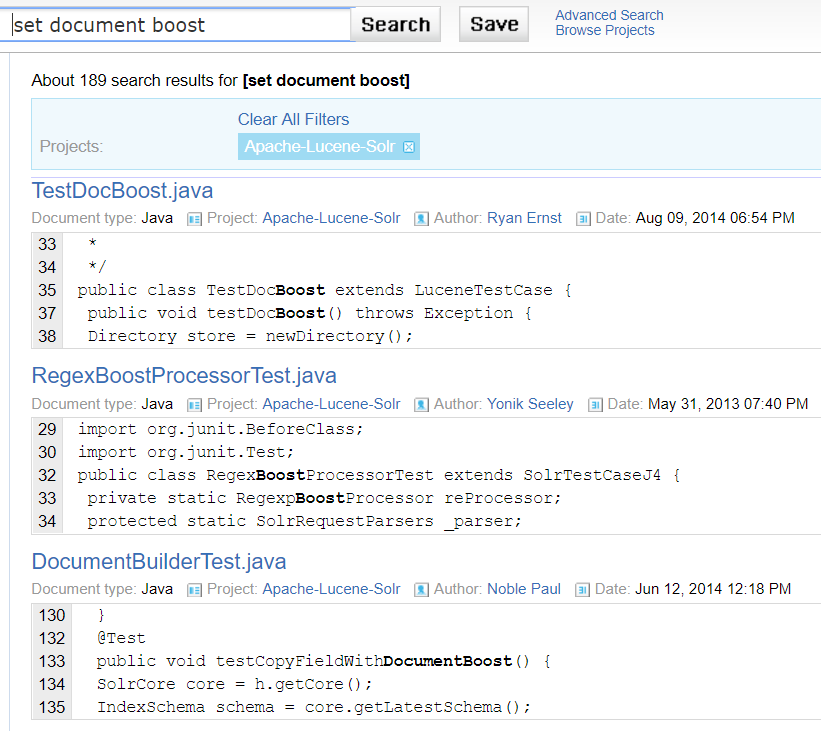 set document boost Search Save Advanced Search
Browse Projects
About 189 search results for [set document boost]
Clear All Filters
Projects: Apache-Lucene-Solr
TestDocBoost.java
Document type: Java Project: Apache-Lucene-Solr Author: Ryan Ernst Date: Aug 09, 2014 06:54 PM
33 *
34 */
35 public class TestDocBoost extends LuceneTestCase {
37 public void testDocBoost() throws Exception {
38 Directory store = newDirectory();
RegexBoostProcessorTest.java
Document type: Java Project: Apache-Lucene-Solr Author: Yonik Seeley Date: May 31, 2013 07:40 PM
29 import org.junit.BeforeClass;
30 import org.junit.Test;
32 public class RegexBoostProcessorTest extends SolrTestCaseJ4 {
33 private static RegexpBoostProcessor reProcessor;
34 protected static SolrRequestParsers _parser;
DocumentBuilderTest.java
Document type: Java Project: Apache-Lucene-Solr Author: Noble Paul Date: Jun 12, 2014 12:18 PM
130 }
132 @Test
133 public void testCopyFieldWithDocumentBoost() {
134 SolrCore core = h.getCore();
135 IndexSchema schema = core.getLatestSchema();